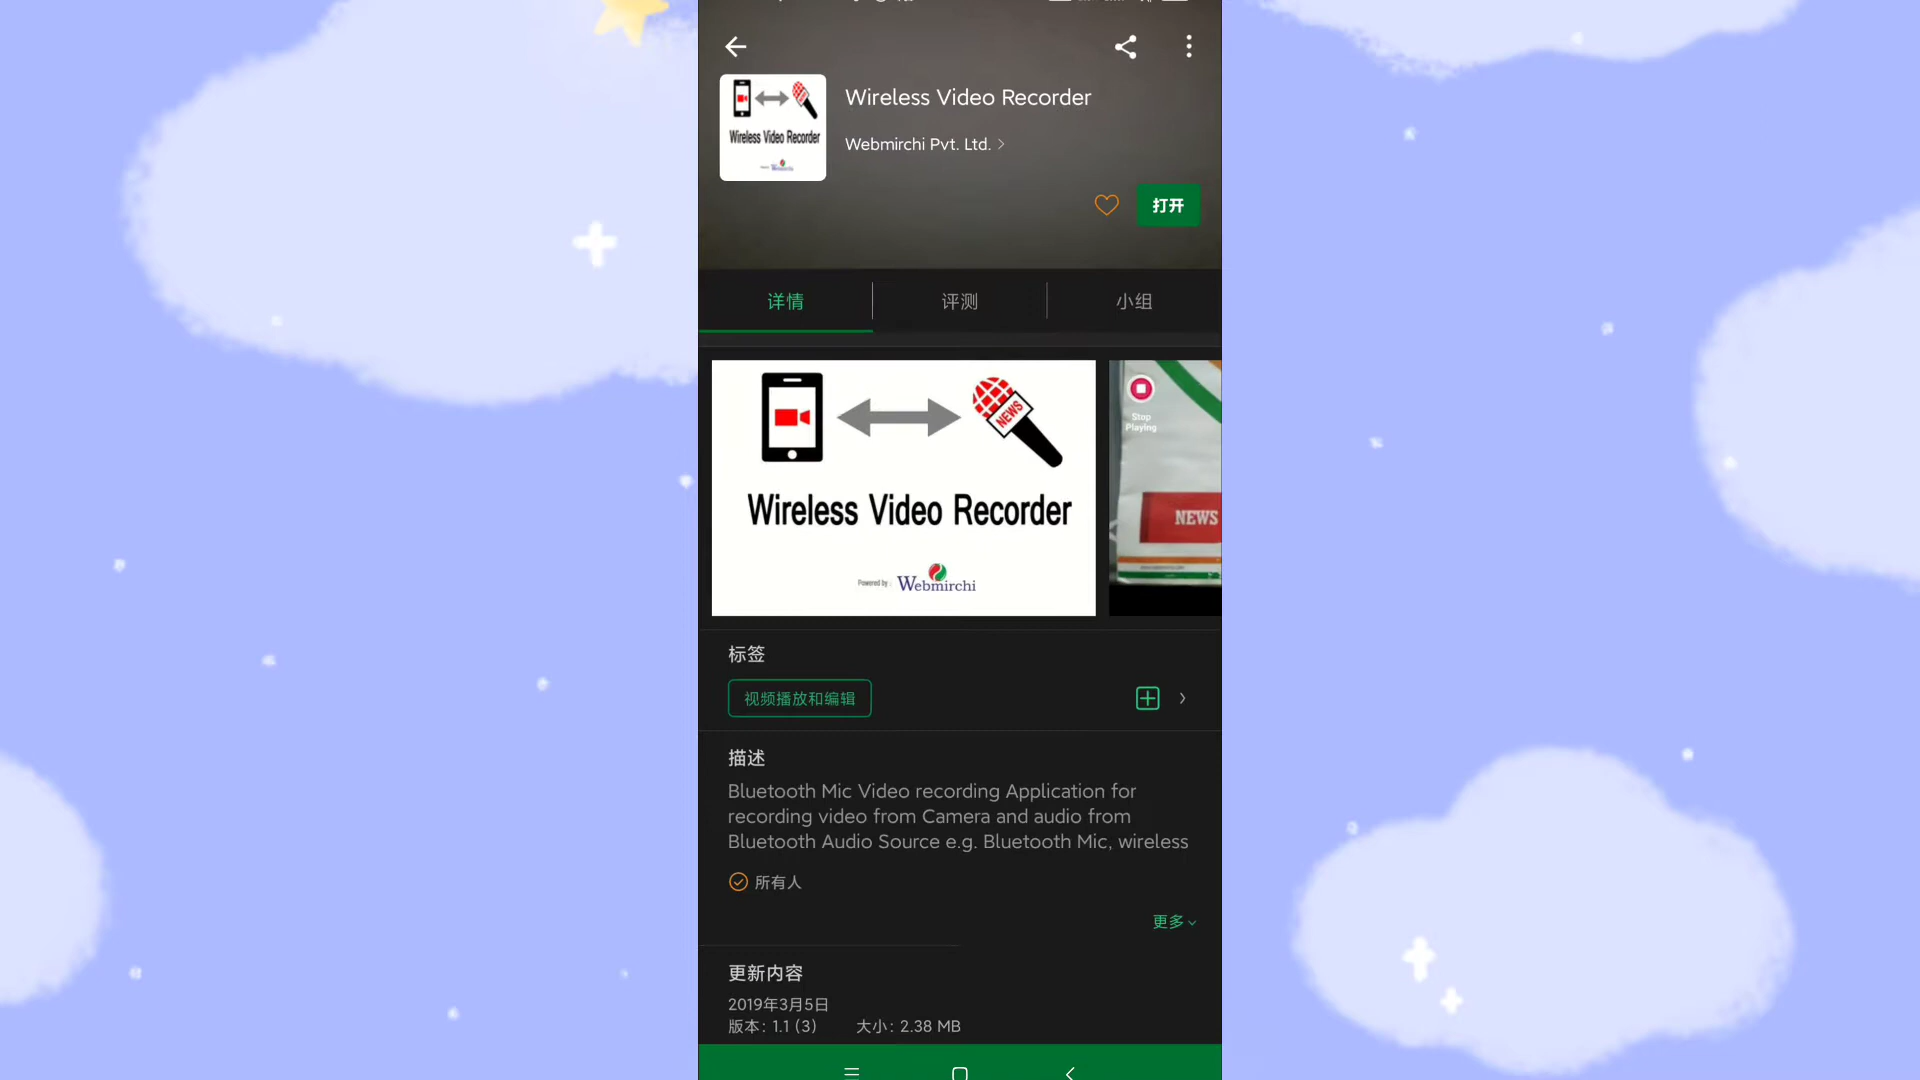 Wireless Video Recorder
Wireless Video Recorder
Webmirchi Pvt. Ltd.
打开
详情
评测
小组
NEWS
Stop
Playing
Wireless Video Recorder
NEWS
Powered by :
Webmirchi
标签
视频播放和编辑
描述
Bluetooth Mic Video recording Application for
recording video from Camera and audio from
Bluetooth Audio Source e.g. Bluetooth Mic, wireless
所有人
更多
更新内容
2019年3月5日
版本: 1.1 (3)
大小: 2.38 MB